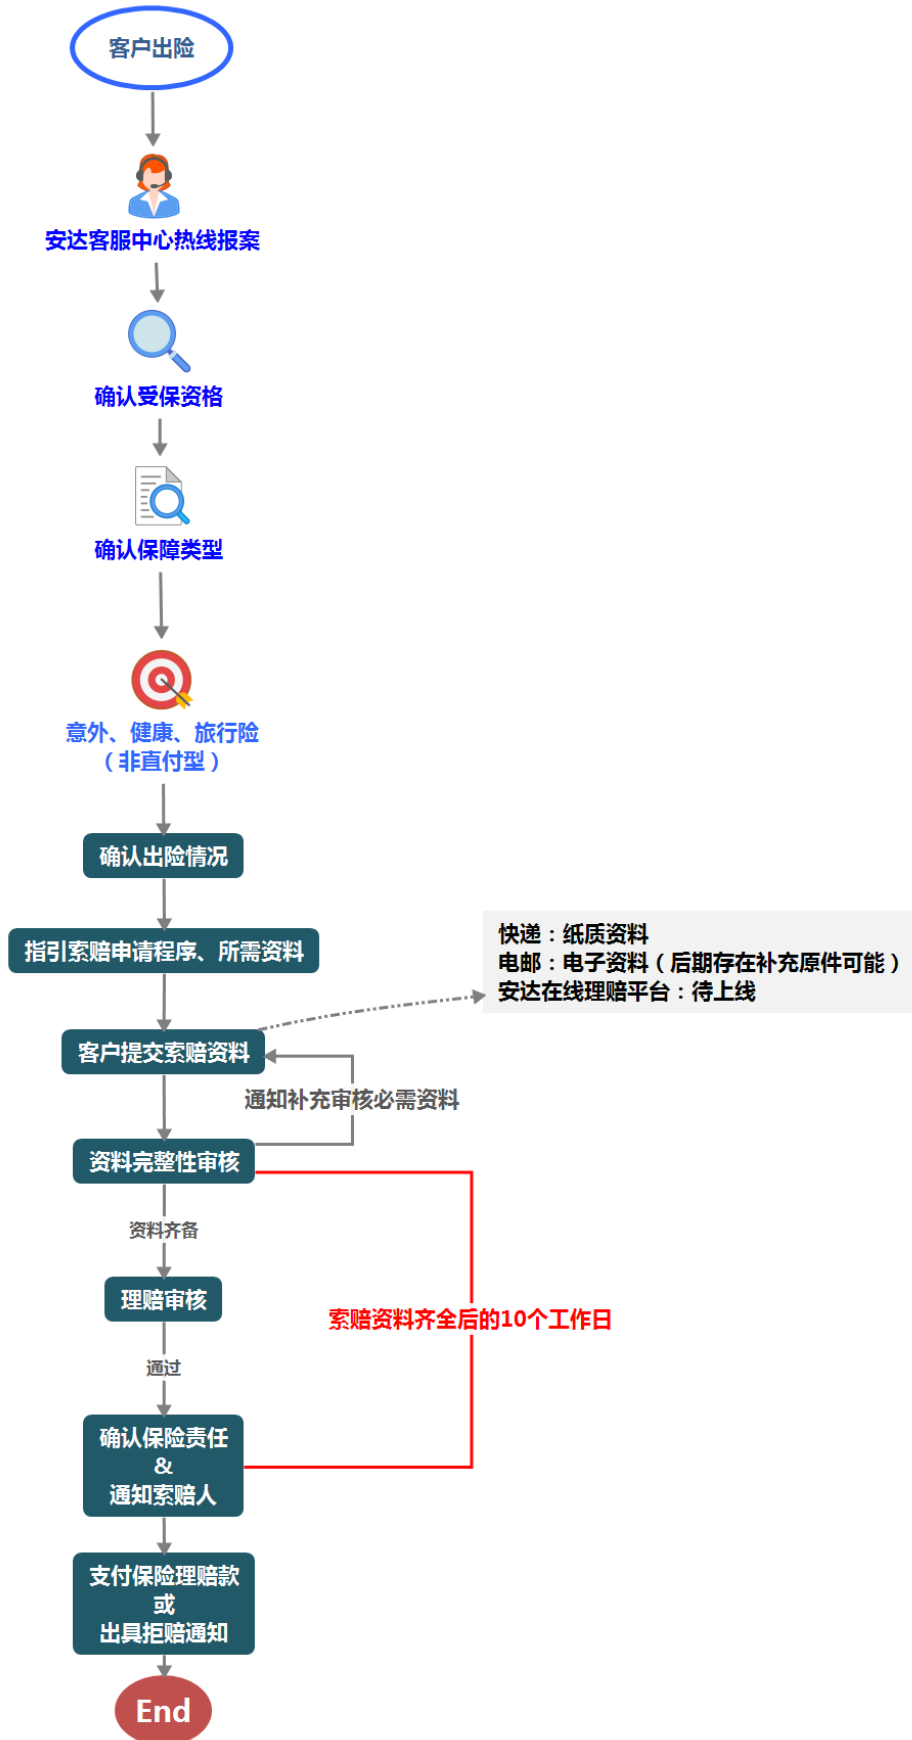 客户出险
安达客服中心热线报案
确认受保资格
确认保障类型
意外、健康、旅行险
（非直付型）
确认出险情况
指引索赔申请程序、所需资料
快递：纸质资料
电邮：电子资料（后期存在补充原件可能）
安达在线理赔平台：待上线
客户提交索赔资料
通知补充审核必需资料
资料完整性审核
资料齐备
理赔审核
索赔资料齐全后的10个工作日
通过
确认保险责任
&
通知索赔人
支付保险理赔款
或
出具拒赔通知
End